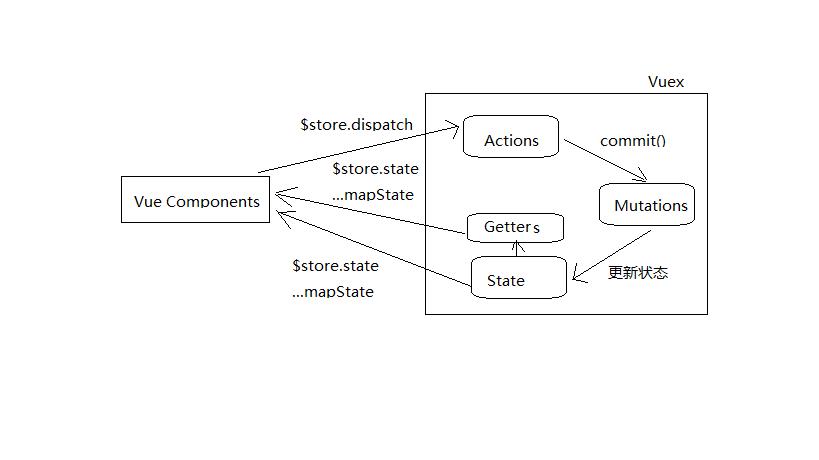 Vuex
$store.dispatch
Actions
commit()
$store.state
...mapState
Vue Components
Mutations
Getters
$store.state
...mapState
State
更新状态